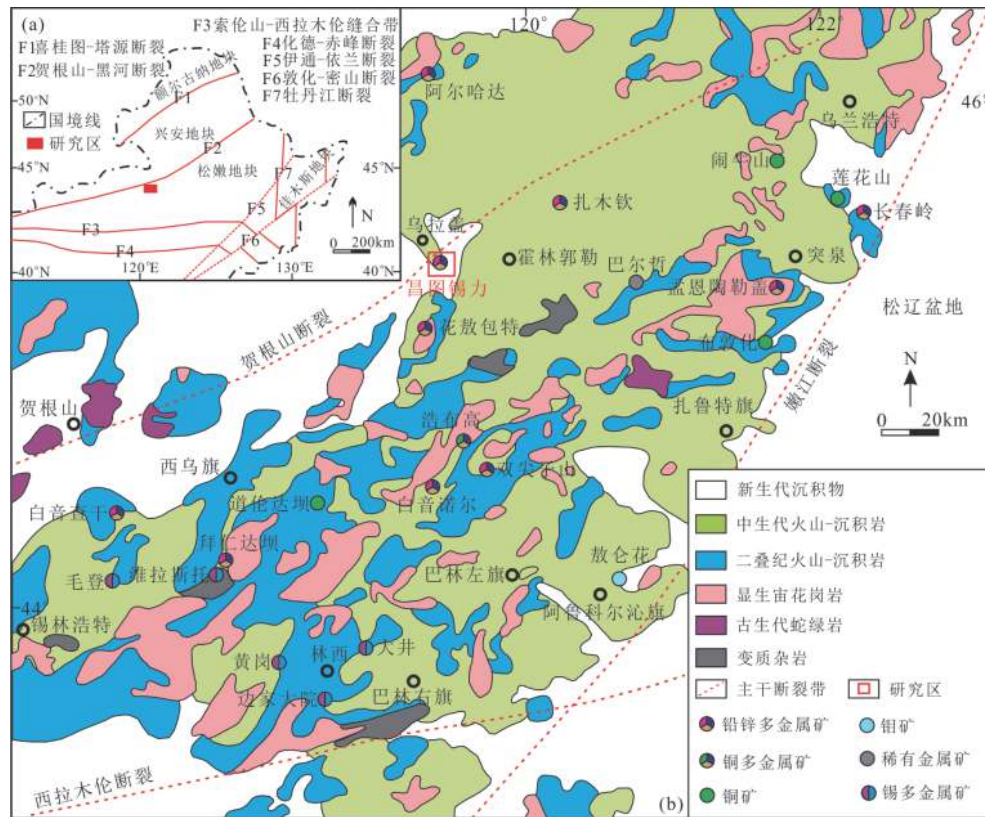 (a)
F3索伦山-西拉木伦缝合带
F1喜桂图-塔源断裂
F4化德-赤峰断裂
F2贺根山-黑河断裂
F5伊通-依兰断裂
F6敦化-密山断裂
F7牡丹江断裂
额尔古纳地块
F1
50°N
国境线
兴安地块
研究区
F2
松嫩地块
45°N
45°N
F7
佳木斯地块
F5
F3
F6
F4
N
0 200km
40°N
120°E
130°E
40°N
120°
122°
46°
阿尔哈达
乌兰浩特
闹牛山
莲花山
长春岭
扎木钦
乌拉盖
霍林郭勒
巴尔哲
突泉
昌图锡力
孟恩陶勒盖
松辽盆地
花敖包特
布敦化
贺根山断裂
嫩江断裂
N
扎鲁特旗
0 20km
贺根山
浩布高
双尖子山
西乌旗
道伦达坝
白音诺尔
白音查干
拜仁达坝
敖仑花
毛登
维拉斯托
巴林左旗
44
阿鲁科尔沁旗
锡林浩特
黄岗
林西
大井
边家大院
巴林右旗
西拉木伦断裂
(b)
新生代沉积物
中生代火山-沉积岩
二叠纪火山-沉积岩
显生宙花岗岩
古生代蛇绿岩
变质杂岩
主干断裂带
研究区
铅锌多金属矿
钼矿
铜多金属矿
稀有金属矿
铜矿
锡多金属矿